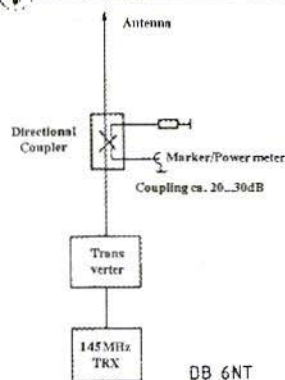 Antenna
Directional
Coupler
Marker/Power meter
Coupling ca. 20...30dB
Trans
verter
145MHz
TRX
DB 6NT